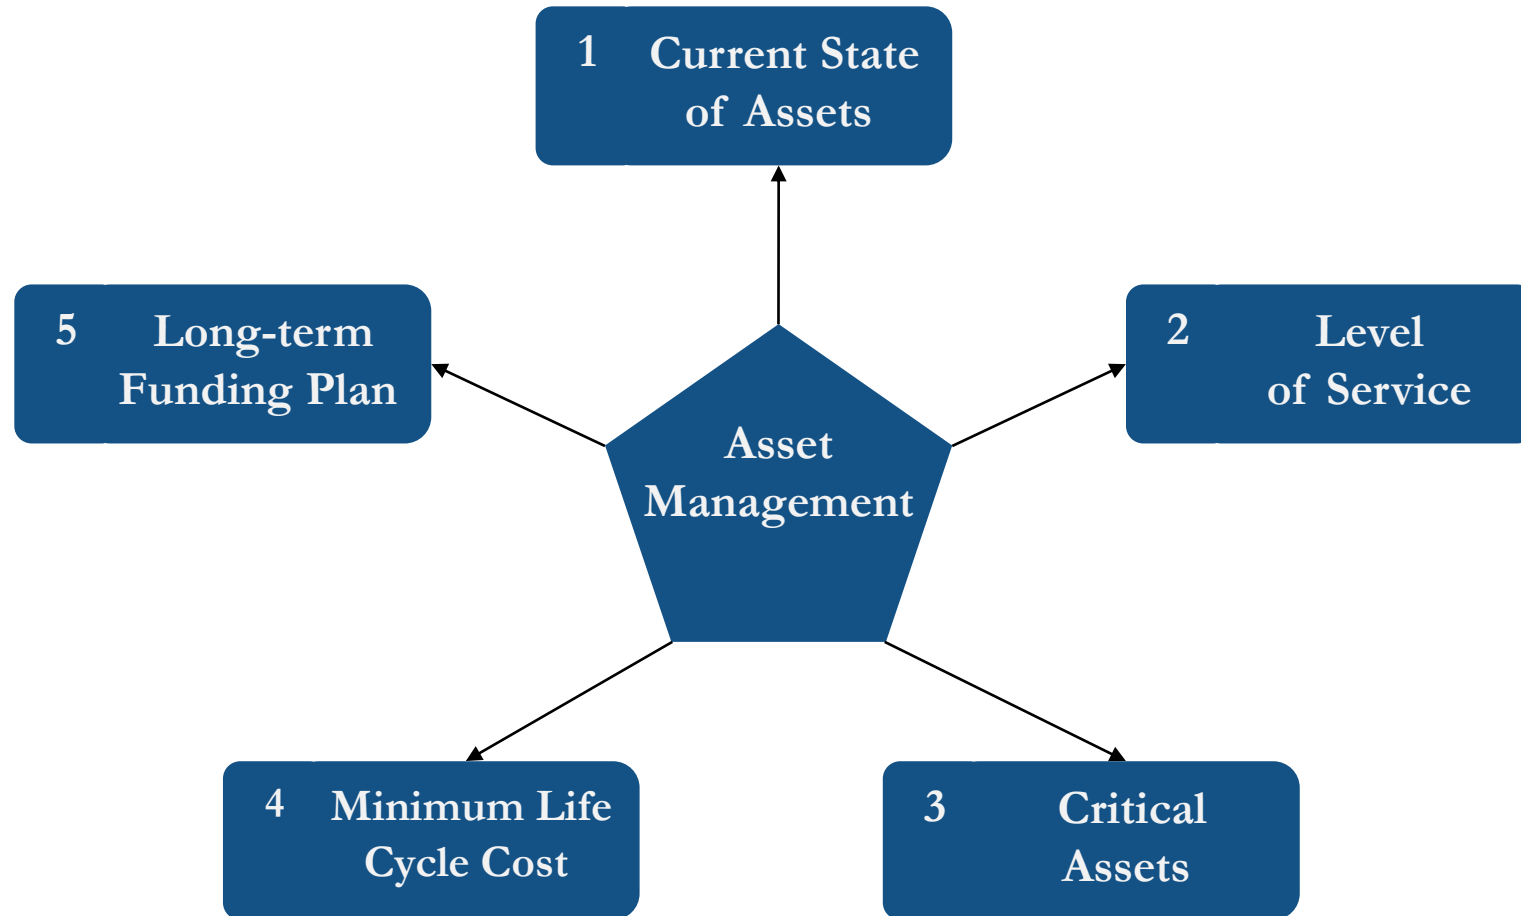 1 Current State
of Assets
5 Long-term
Funding Plan
2 Level
of Service
Asset
Management
4 Minimum Life
Cycle Cost
3 Critical
Assets